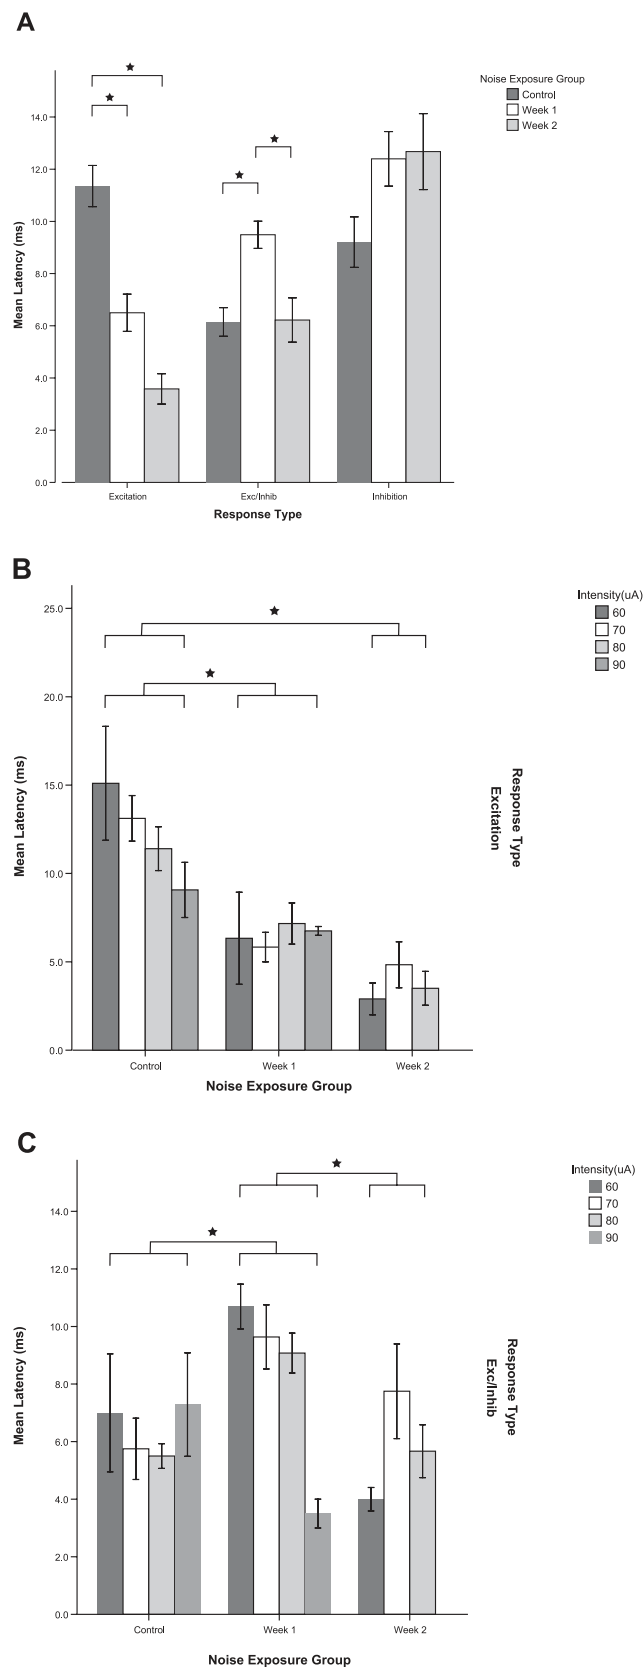 A
Noise Exposure Group
Control
Week 1
Week 2
Mean Latency (ms)
14.0
12.0
10.0
8.0
6.0
4.0
2.0
0.0
Excitation
Exc/Inhib
Inhibition
Response Type
B
Intensity(uA)
60
70
80
90
Mean Latency (ms)
25.0
20.0
15.0
10.0
5.0
0.0
Response Type
Excitation
Control
Week 1
Week 2
Noise Exposure Group
C
Intensity(uA)
60
70
80
90
Mean Latency (ms)
14.0
12.0
10.0
8.0
6.0
4.0
2.0
0.0
Response Type
Exc/Inhib
Control
Week 1
Week 2
Noise Exposure Group